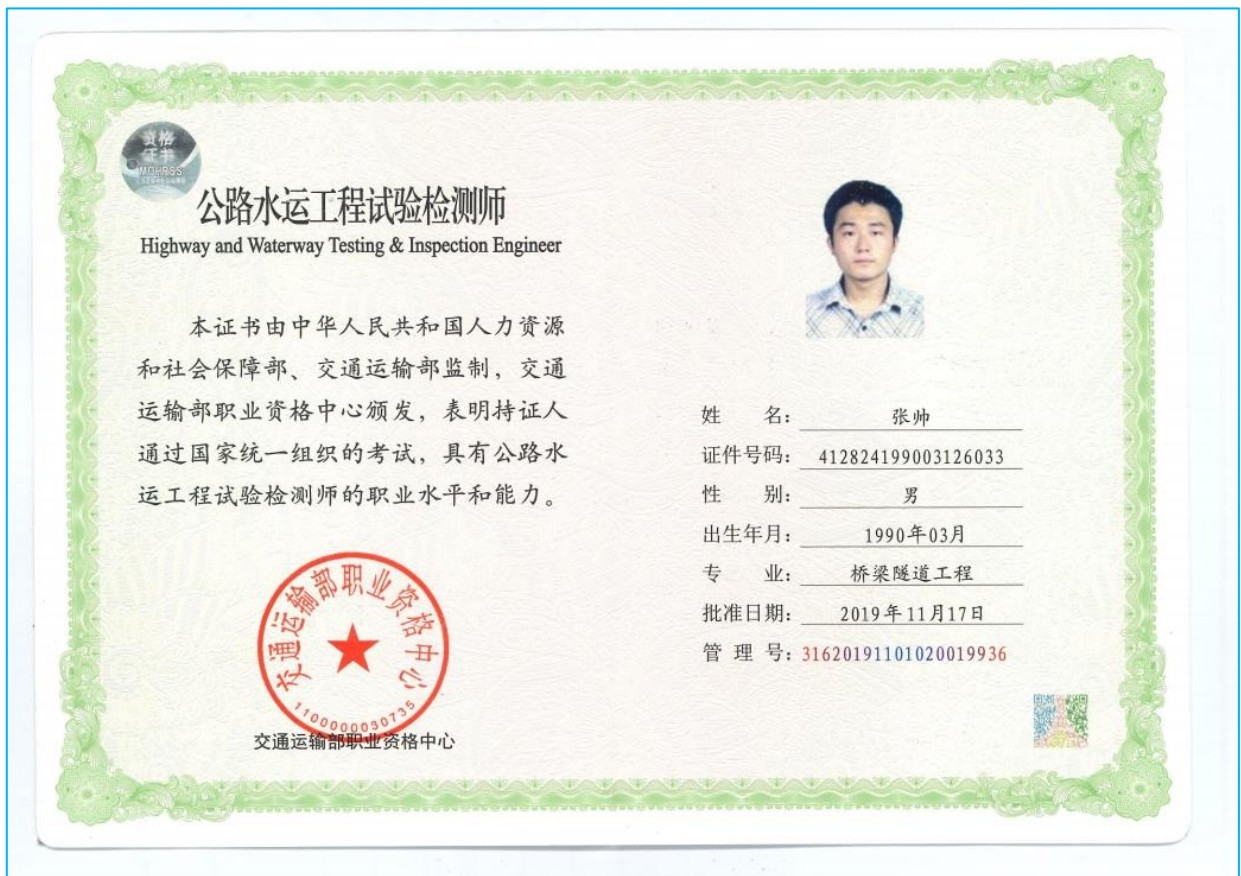 资格
证书
MOHRSS
公路水运工程试验检测师
Highway and Waterway Testing & Inspection Engineer
本证书由中华人民共和国人力资源
和社会保障部、交通运输部监制，交通
运输部职业资格中心颁发，表明持证人
通过国家统一组织的考试，具有公路水
运工程试验检测师的职业水平和能力。
交通运输部职业资格中心
1100000030735
交通运输部职业资格中心
姓 名： 张帅
证件号码： 412824199003126033
性 别： 男
出生年月： 1990年03月
专 业： 桥梁隧道工程
批准日期： 2019年11月17日
管 理 号： 31620191101020019936